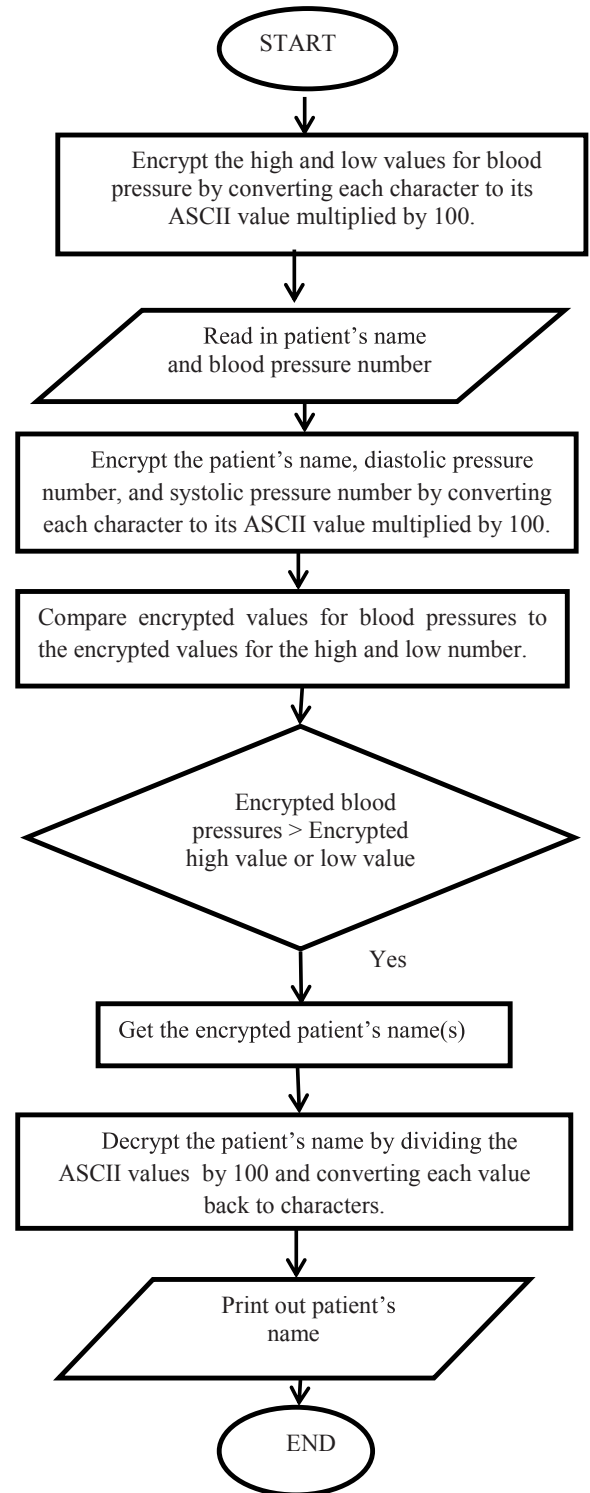 START
Encrypt the high and low values for blood
pressure by converting each character to its
ASCII value multiplied by 100.
Read in patient's name
and blood pressure number
Encrypt the patient's name, diastolic pressure
number, and systolic pressure number by converting
each character to its ASCII value multiplied by 100.
Compare encrypted values for blood pressures to
the encrypted values for the high and low number.
Encrypted blood
pressures > Encrypted
high value or low value
Yes
Get the encrypted patient's name(s)
Decrypt the patient's name by dividing the
ASCII values by 100 and converting each value
back to characters.
Print out patient's
name
END